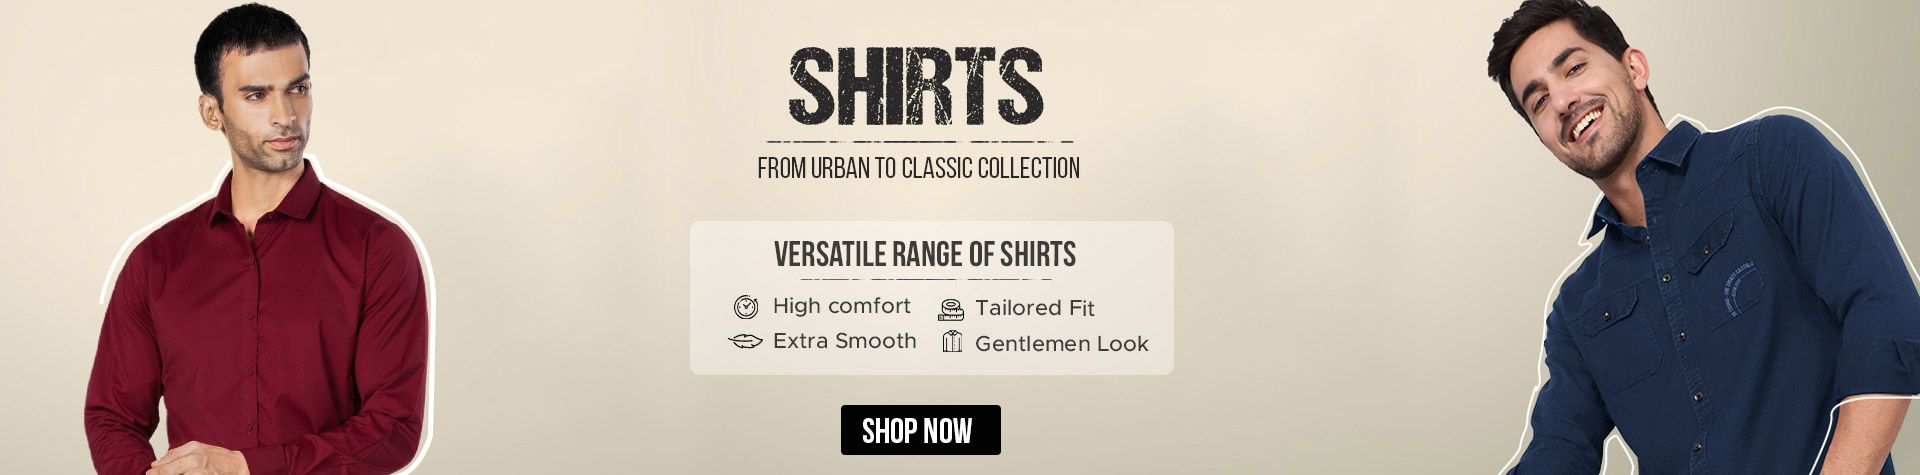 SHIRTS
FROM URBAN TO CLASSIC COLLECTION
VERSATILE RANGE OF SHIRTS
High comfort
Tailored Fit
Extra Smooth
Gentlemen Look
SHOP NOW